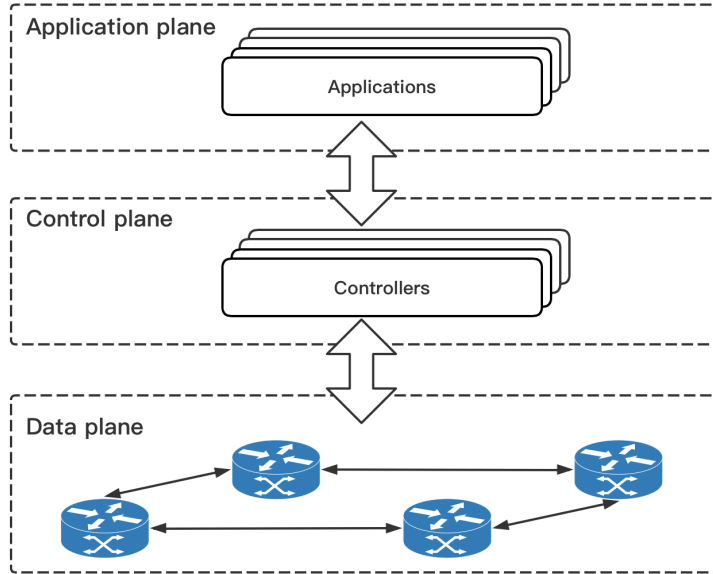 Application plane
Applications
Control plane
Controllers
Data plane